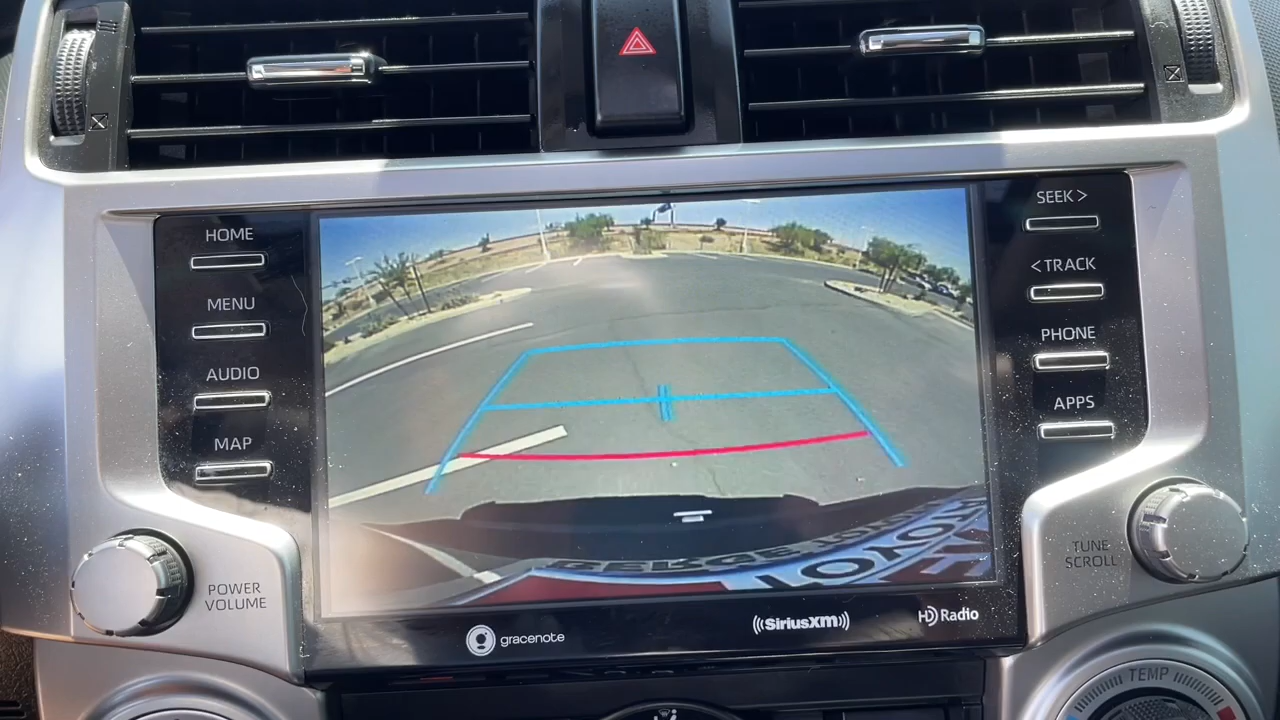 HOME
MENU
AUDIO
MAP
POWER
VOLUME
SEEK >
< TRACK
PHONE
APPS
TUNE
SCROLL
gracenote
((SiriusXM))
HD Radio
TEMP